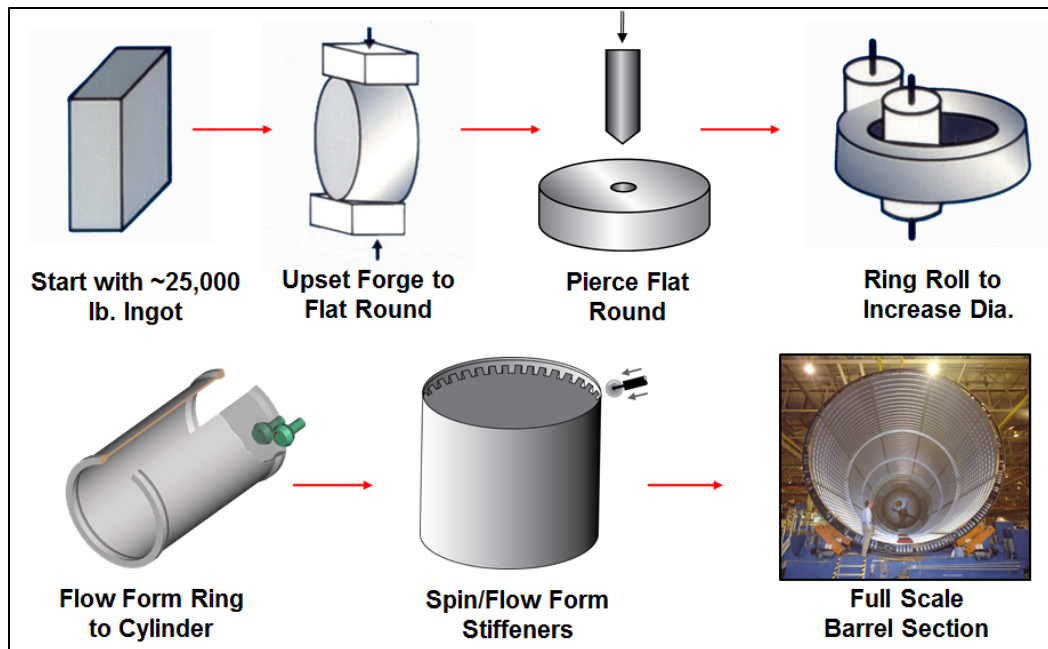 Start with ~25,000
lb. Ingot
Upset Forge to
Flat Round
Pierce Flat
Round
Ring Roll to
Increase Dia.
Flow Form Ring
to Cylinder
Spin/Flow Form
Stiffeners
Full Scale
Barrel Section